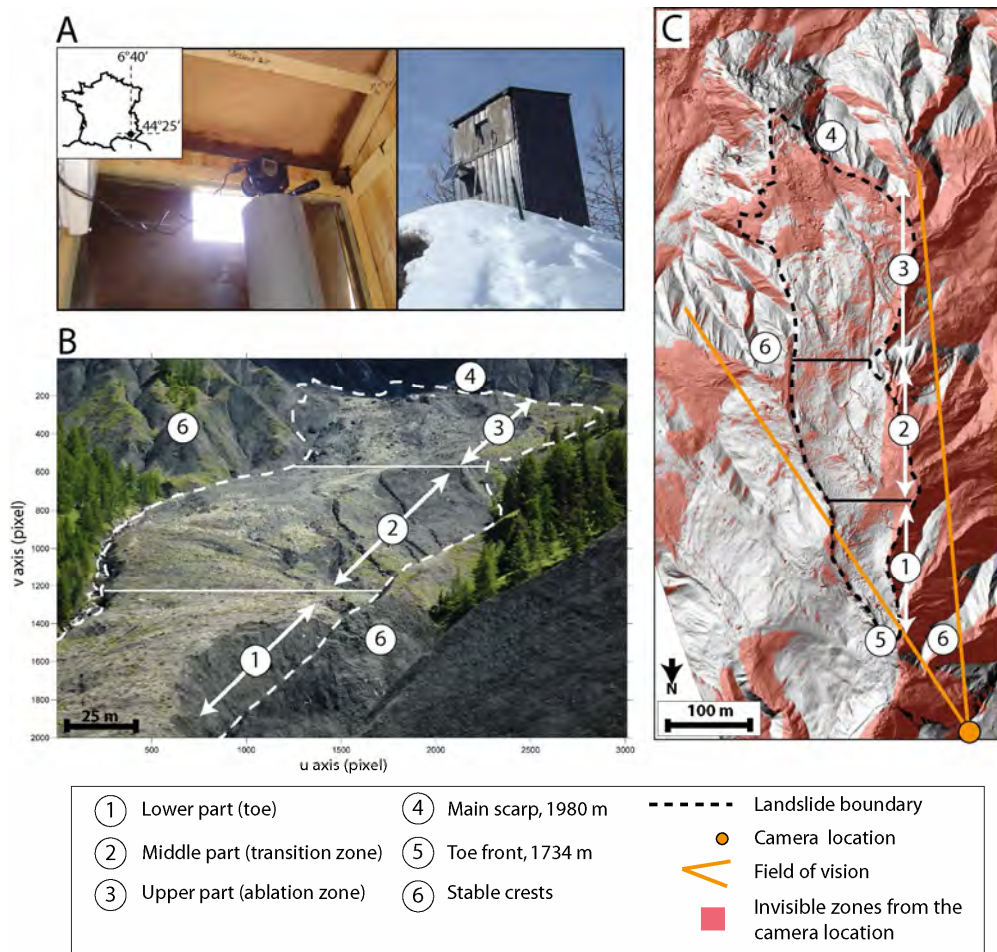 A
6°40'
44°25'
B
v axis (pixel)
200
400
600
800
1000
1200
1400
1600
1800
2000
500
1000
1500
2000
2500
3000
u axis (pixel)
4
6
3
2
1
6
25 m
C
4
3
6
2
1
5
6
N
100 m
1 Lower part (toe)
2 Middle part (transition zone)
3 Upper part (ablation zone)
4 Main scarp, 1980 m
5 Toe front, 1734 m
6 Stable crests
Landslide boundary
Camera location
Field of vision
Invisible zones from the
camera location